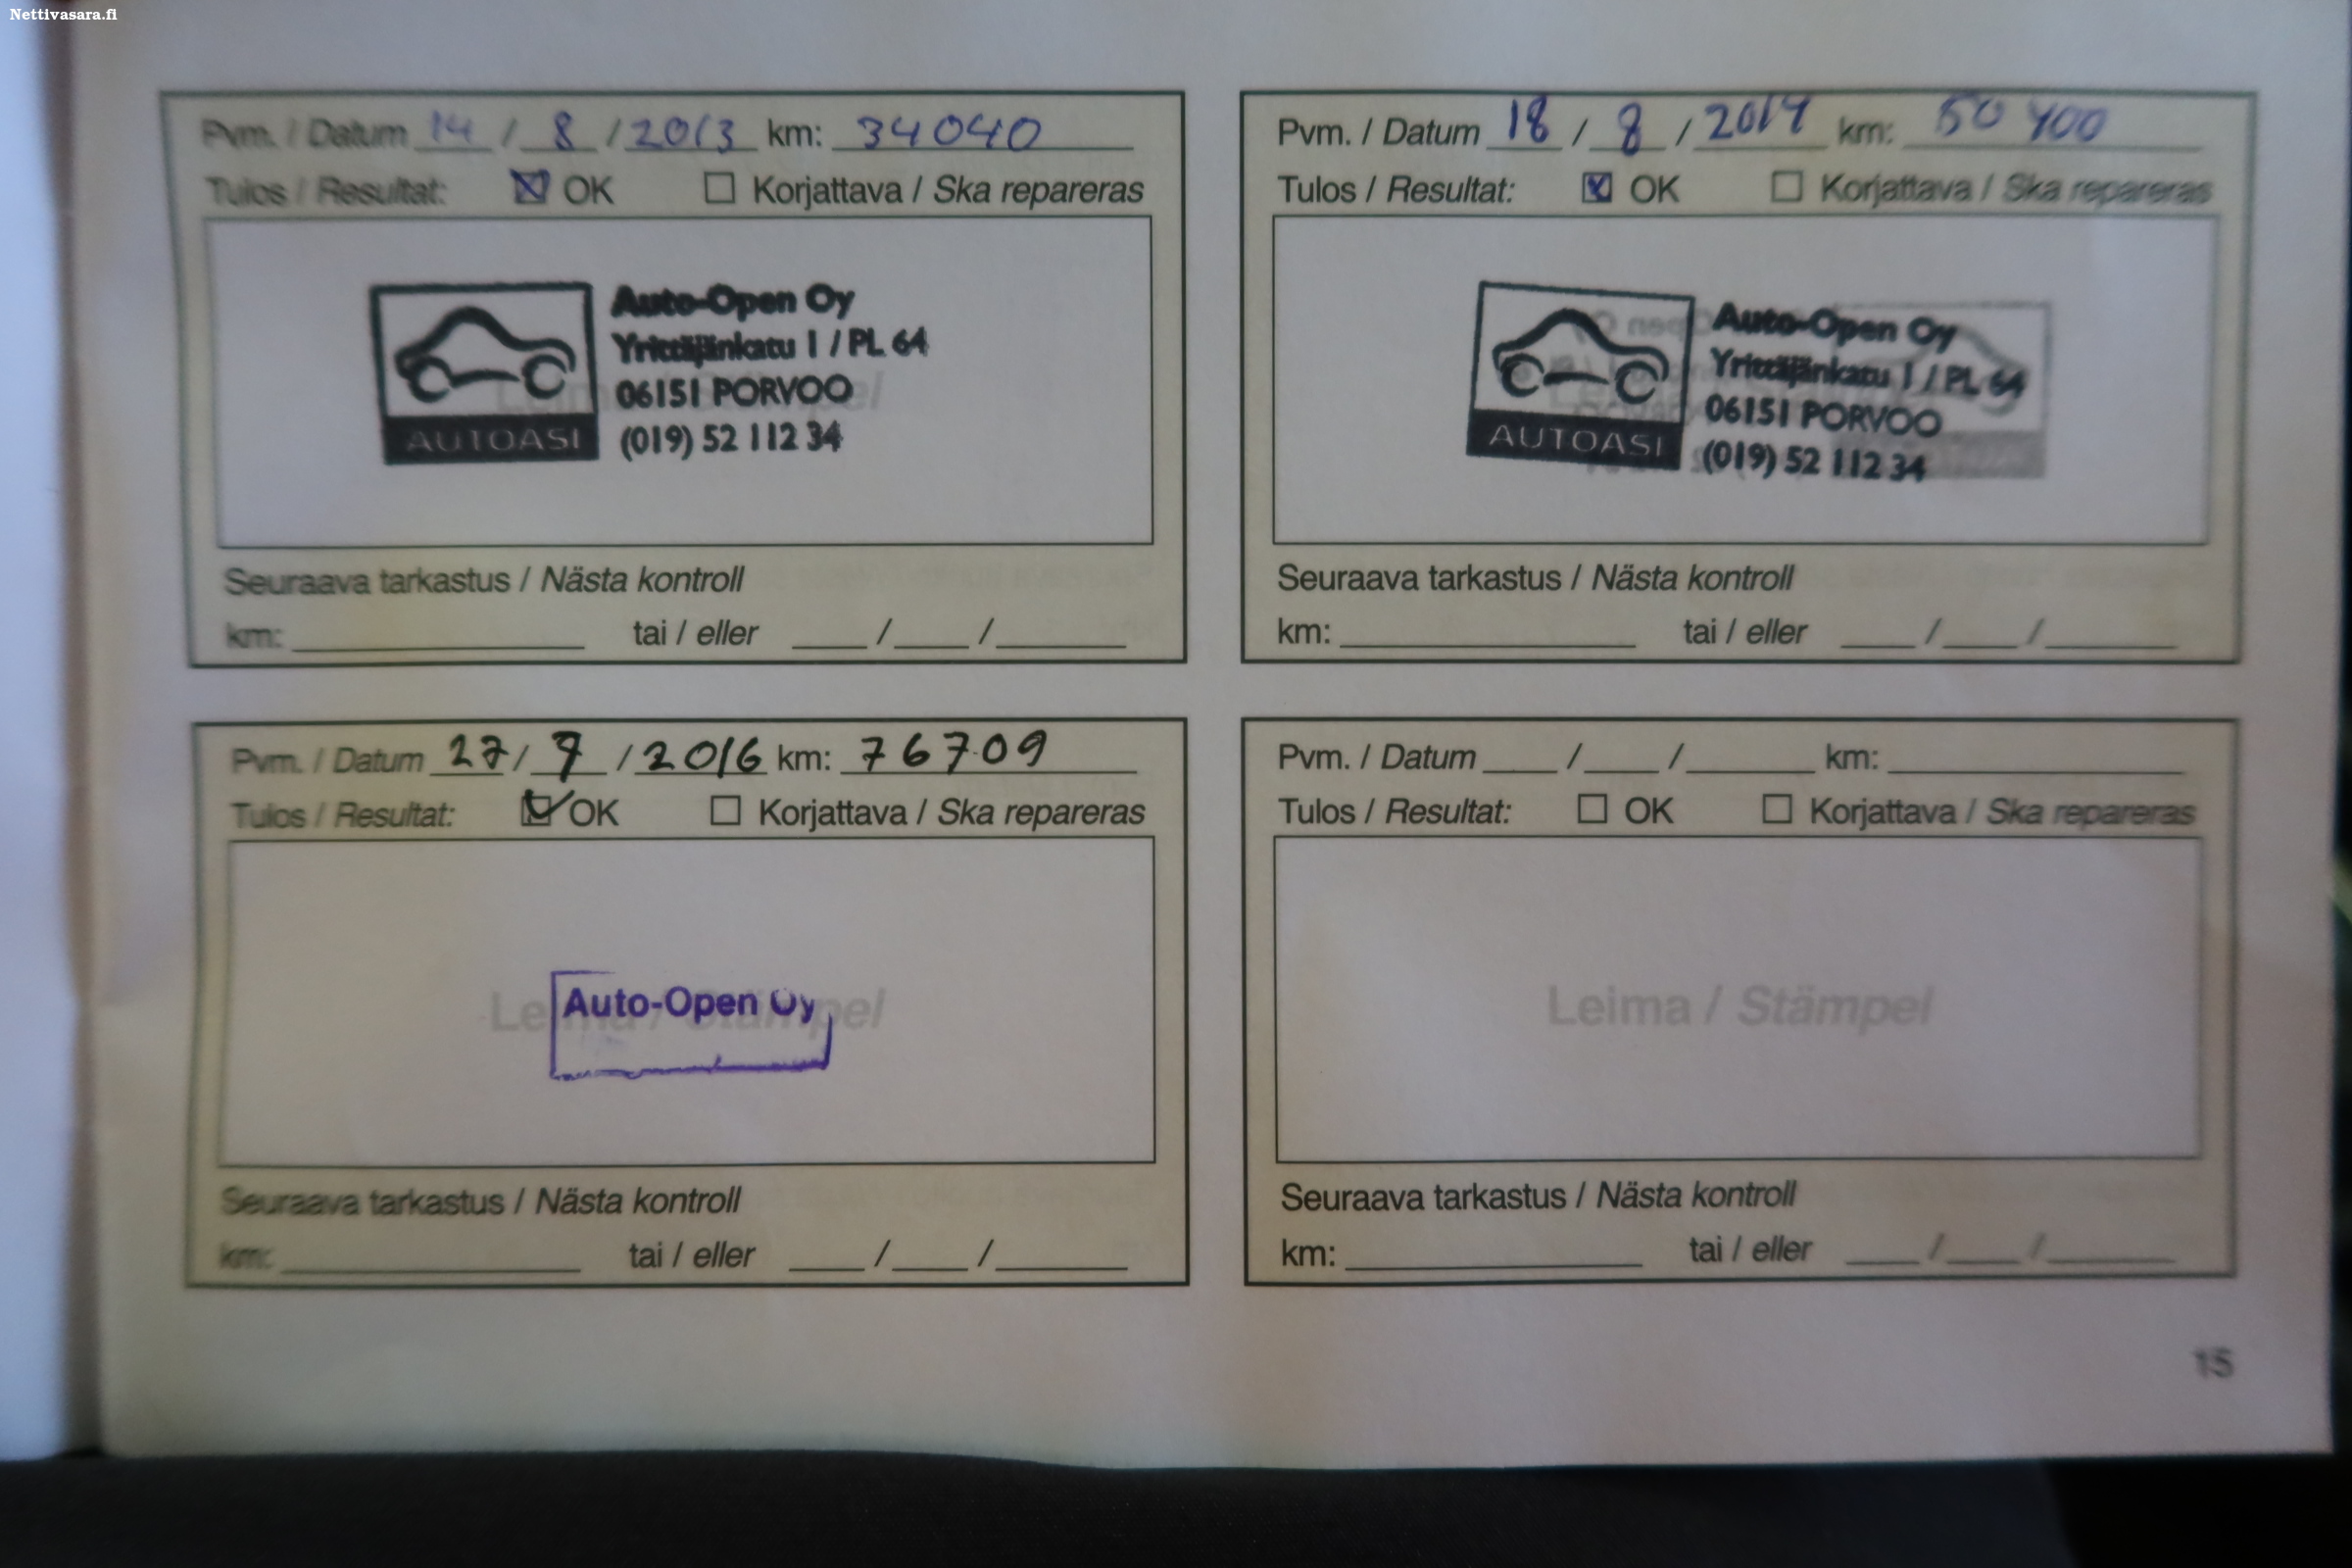 Nettivasara.fi
Pvm. / Datum 14 / 8 / 2013 km: 34040
Tulos / Resultat: OK Korjattava / Ska repareras
Auto-Open Oy
Yrittäjänkatu 1 / PL 64
06151 PORVOO
(019) 52 112 34
AUTOASI
Leima / Stämpel
Seuraava tarkastus / Nästa kontroll
km: tai / eller / /
Pvm. / Datum 18 / 8 / 2014 km: 50 400
Tulos / Resultat: OK Korjattava / Ska repareras
Auto-Open Oy
Yrittäjänkatu 1 / PL 64
06151 PORVOO
(019) 52 112 34
AUTOASI
Seuraava tarkastus / Nästa kontroll
km: tai / eller / /
Pvm. / Datum 27 / 7 / 2016 km: 76709
Tulos / Resultat: OK Korjattava / Ska repareras
Leima / Stämpel
Auto-Open Oy
Seuraava tarkastus / Nästa kontroll
km: tai / eller / /
Pvm. / Datum / / km:
Tulos / Resultat: OK Korjattava / Ska repareras
Leima / Stämpel
Seuraava tarkastus / Nästa kontroll
km: tai / eller / /
15